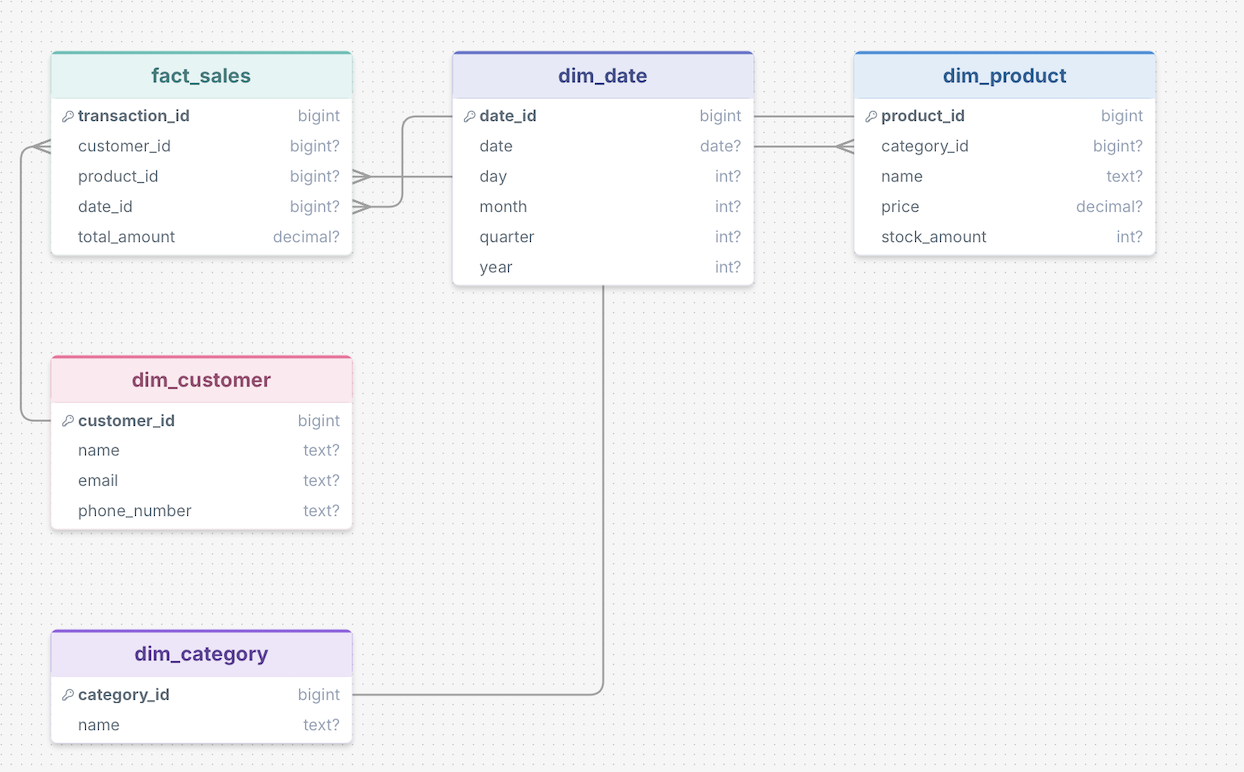 fact_sales
transaction_id bigint
customer_id bigint?
product_id bigint?
date_id bigint?
total_amount decimal?
dim_date
date_id bigint
date date?
day int?
month int?
quarter int?
year int?
dim_product
product_id bigint
category_id bigint?
name text?
price decimal?
stock_amount int?
dim_customer
customer_id bigint
name text?
email text?
phone_number text?
dim_category
category_id bigint
name text?